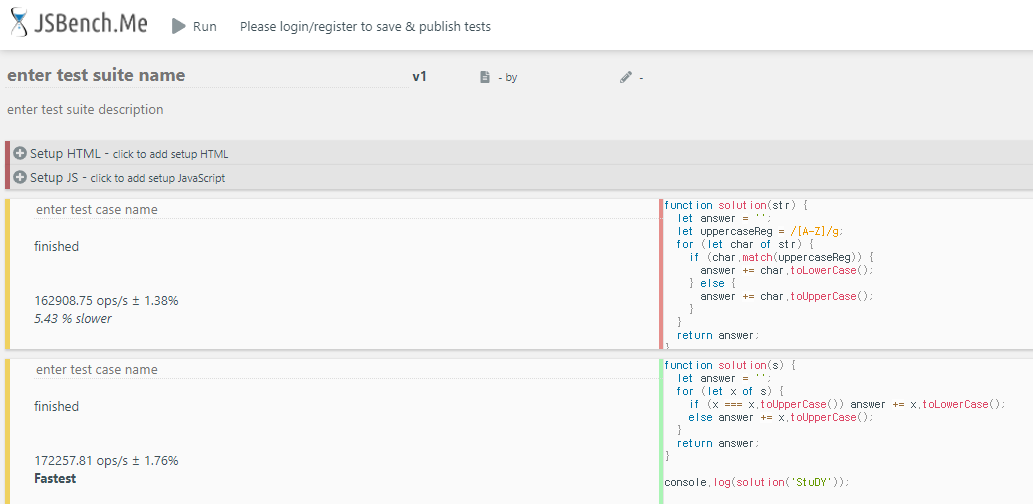 JSBench.Me
Run
Please login/register to save & publish tests
enter test suite name
v1
- by
-
enter test suite description
Setup HTML - click to add setup HTML
Setup JS - click to add setup JavaScript
enter test case name
finished
162908.75 ops/s ± 1.38%
5.43 % slower
function solution(str) {
let answer = '';
let uppercaseReg = /[A-Z]/g;
for (let char of str) {
if (char.match(uppercaseReg)) {
answer += char.toLowerCase();
} else {
answer += char.toUpperCase();
}
}
return answer;
}
enter test case name
finished
172257.81 ops/s ± 1.76%
Fastest
function solution(s) {
let answer = '';
for (let x of s) {
if (x === x.toUpperCase()) answer += x.toLowerCase();
else answer += x.toUpperCase();
}
return answer;
}
console.log(solution('StuDY'));